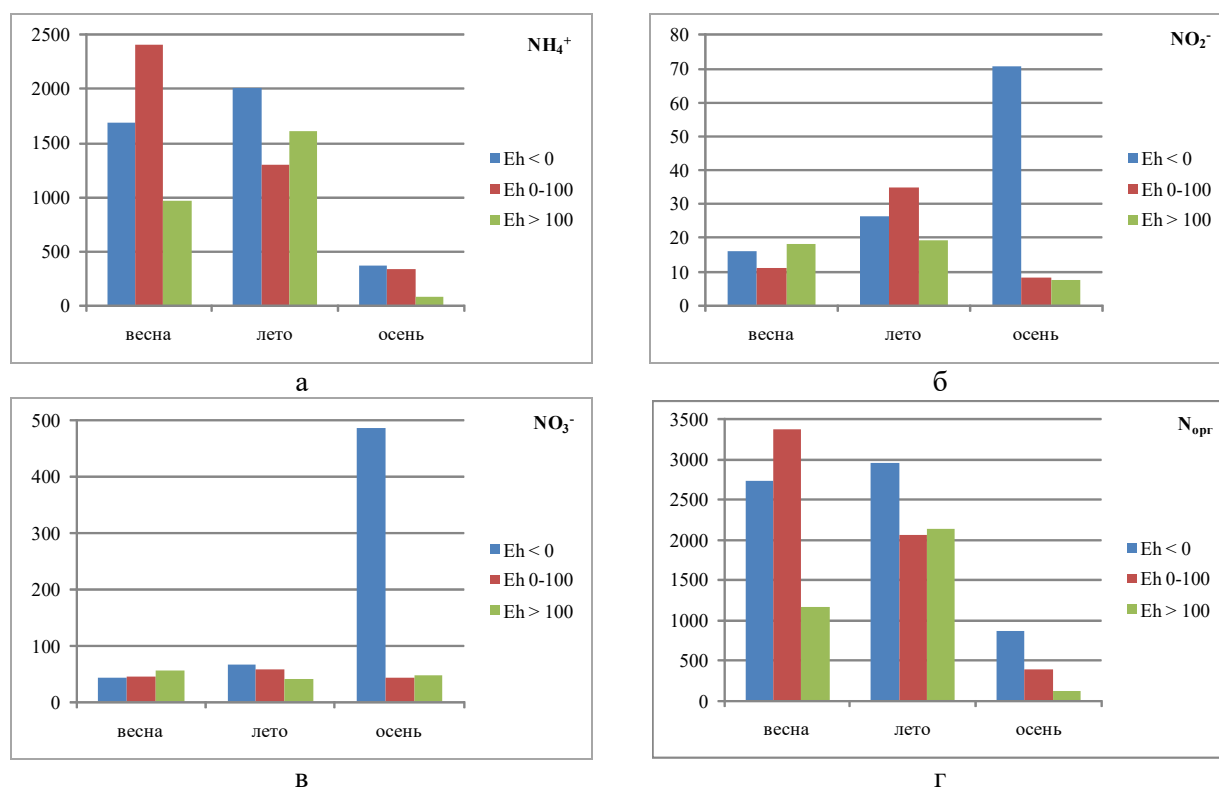 NH₄⁺
2500
2000
1500
1000
500
0
весна лето осень
Eh < 0
Eh 0-100
Eh > 100
а
NO₂⁻
80
70
60
50
40
30
20
10
0
весна лето осень
Eh < 0
Eh 0-100
Eh > 100
б
NO₃⁻
500
400
300
200
100
0
весна лето осень
Eh < 0
Eh 0-100
Eh > 100
в
Nорг
3500
3000
2500
2000
1500
1000
500
0
весна лето осень
Eh < 0
Eh 0-100
Eh > 100
г